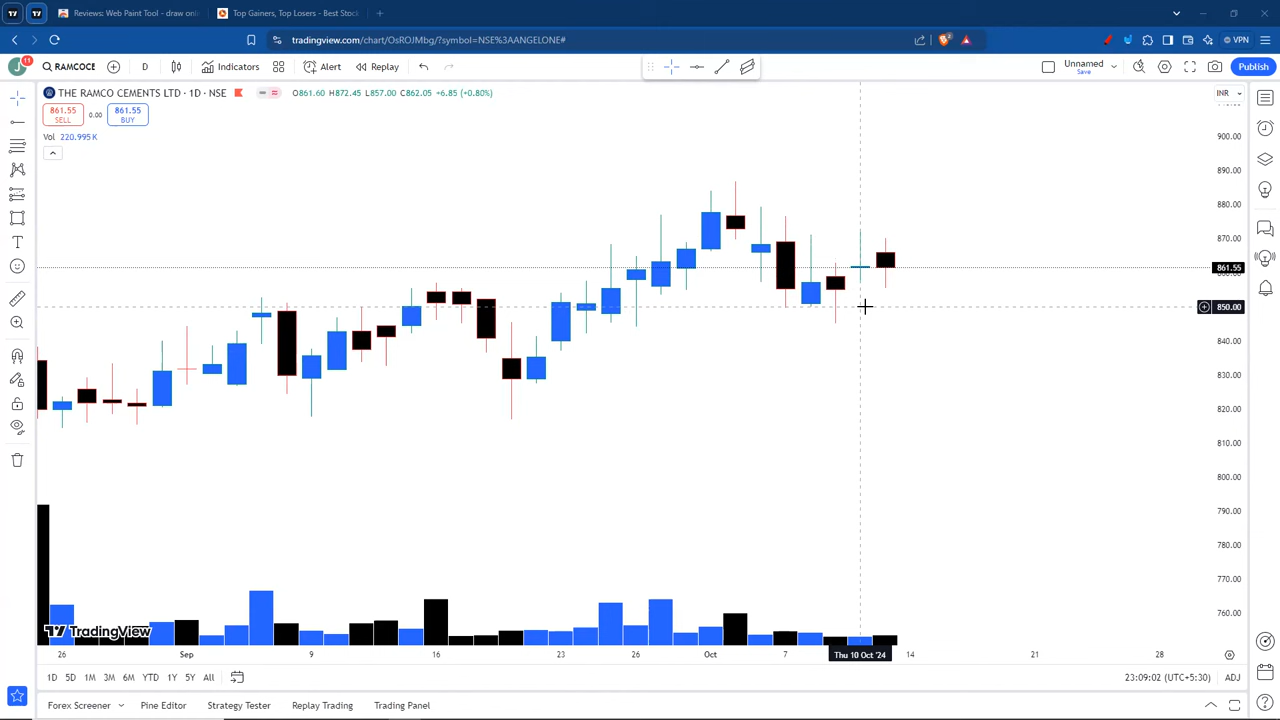 Reviews: Web Paint Tool - draw onl
Top Gainers, Top Losers - Best Stock
tradingview.com/chart/OsROJMbg/?symbol=NSE%3AANGELONE#
VPN
J
11
RAMCOCE
D
Indicators
Alert
Replay
Unnamed
Save
Publish
THE RAMCO CEMENTS LTD · 1D · NSE
O861.60 H872.45 L857.00 C862.05 +6.85 (+0.80%)
INR
861.55
SELL
0.00
861.55
BUY
Vol 220.995 K
900.00
890.00
880.00
870.00
861.55
850.00
840.00
830.00
820.00
810.00
800.00
790.00
780.00
770.00
760.00
TradingView
26
Sep
9
16
23
26
Oct
7
Thu 10 Oct '24
14
21
28
1D
5D
1M
3M
6M
YTD
1Y
5Y
All
23:09:02 (UTC+5:30)
ADJ
Forex Screener
Pine Editor
Strategy Tester
Replay Trading
Trading Panel